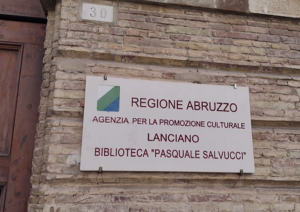 30
REGIONE ABRUZZO
AGENZIA PER LA PROMOZIONE CULTURALE
LANCIANO
BIBLIOTECA "PASQUALE SALVUCCI"